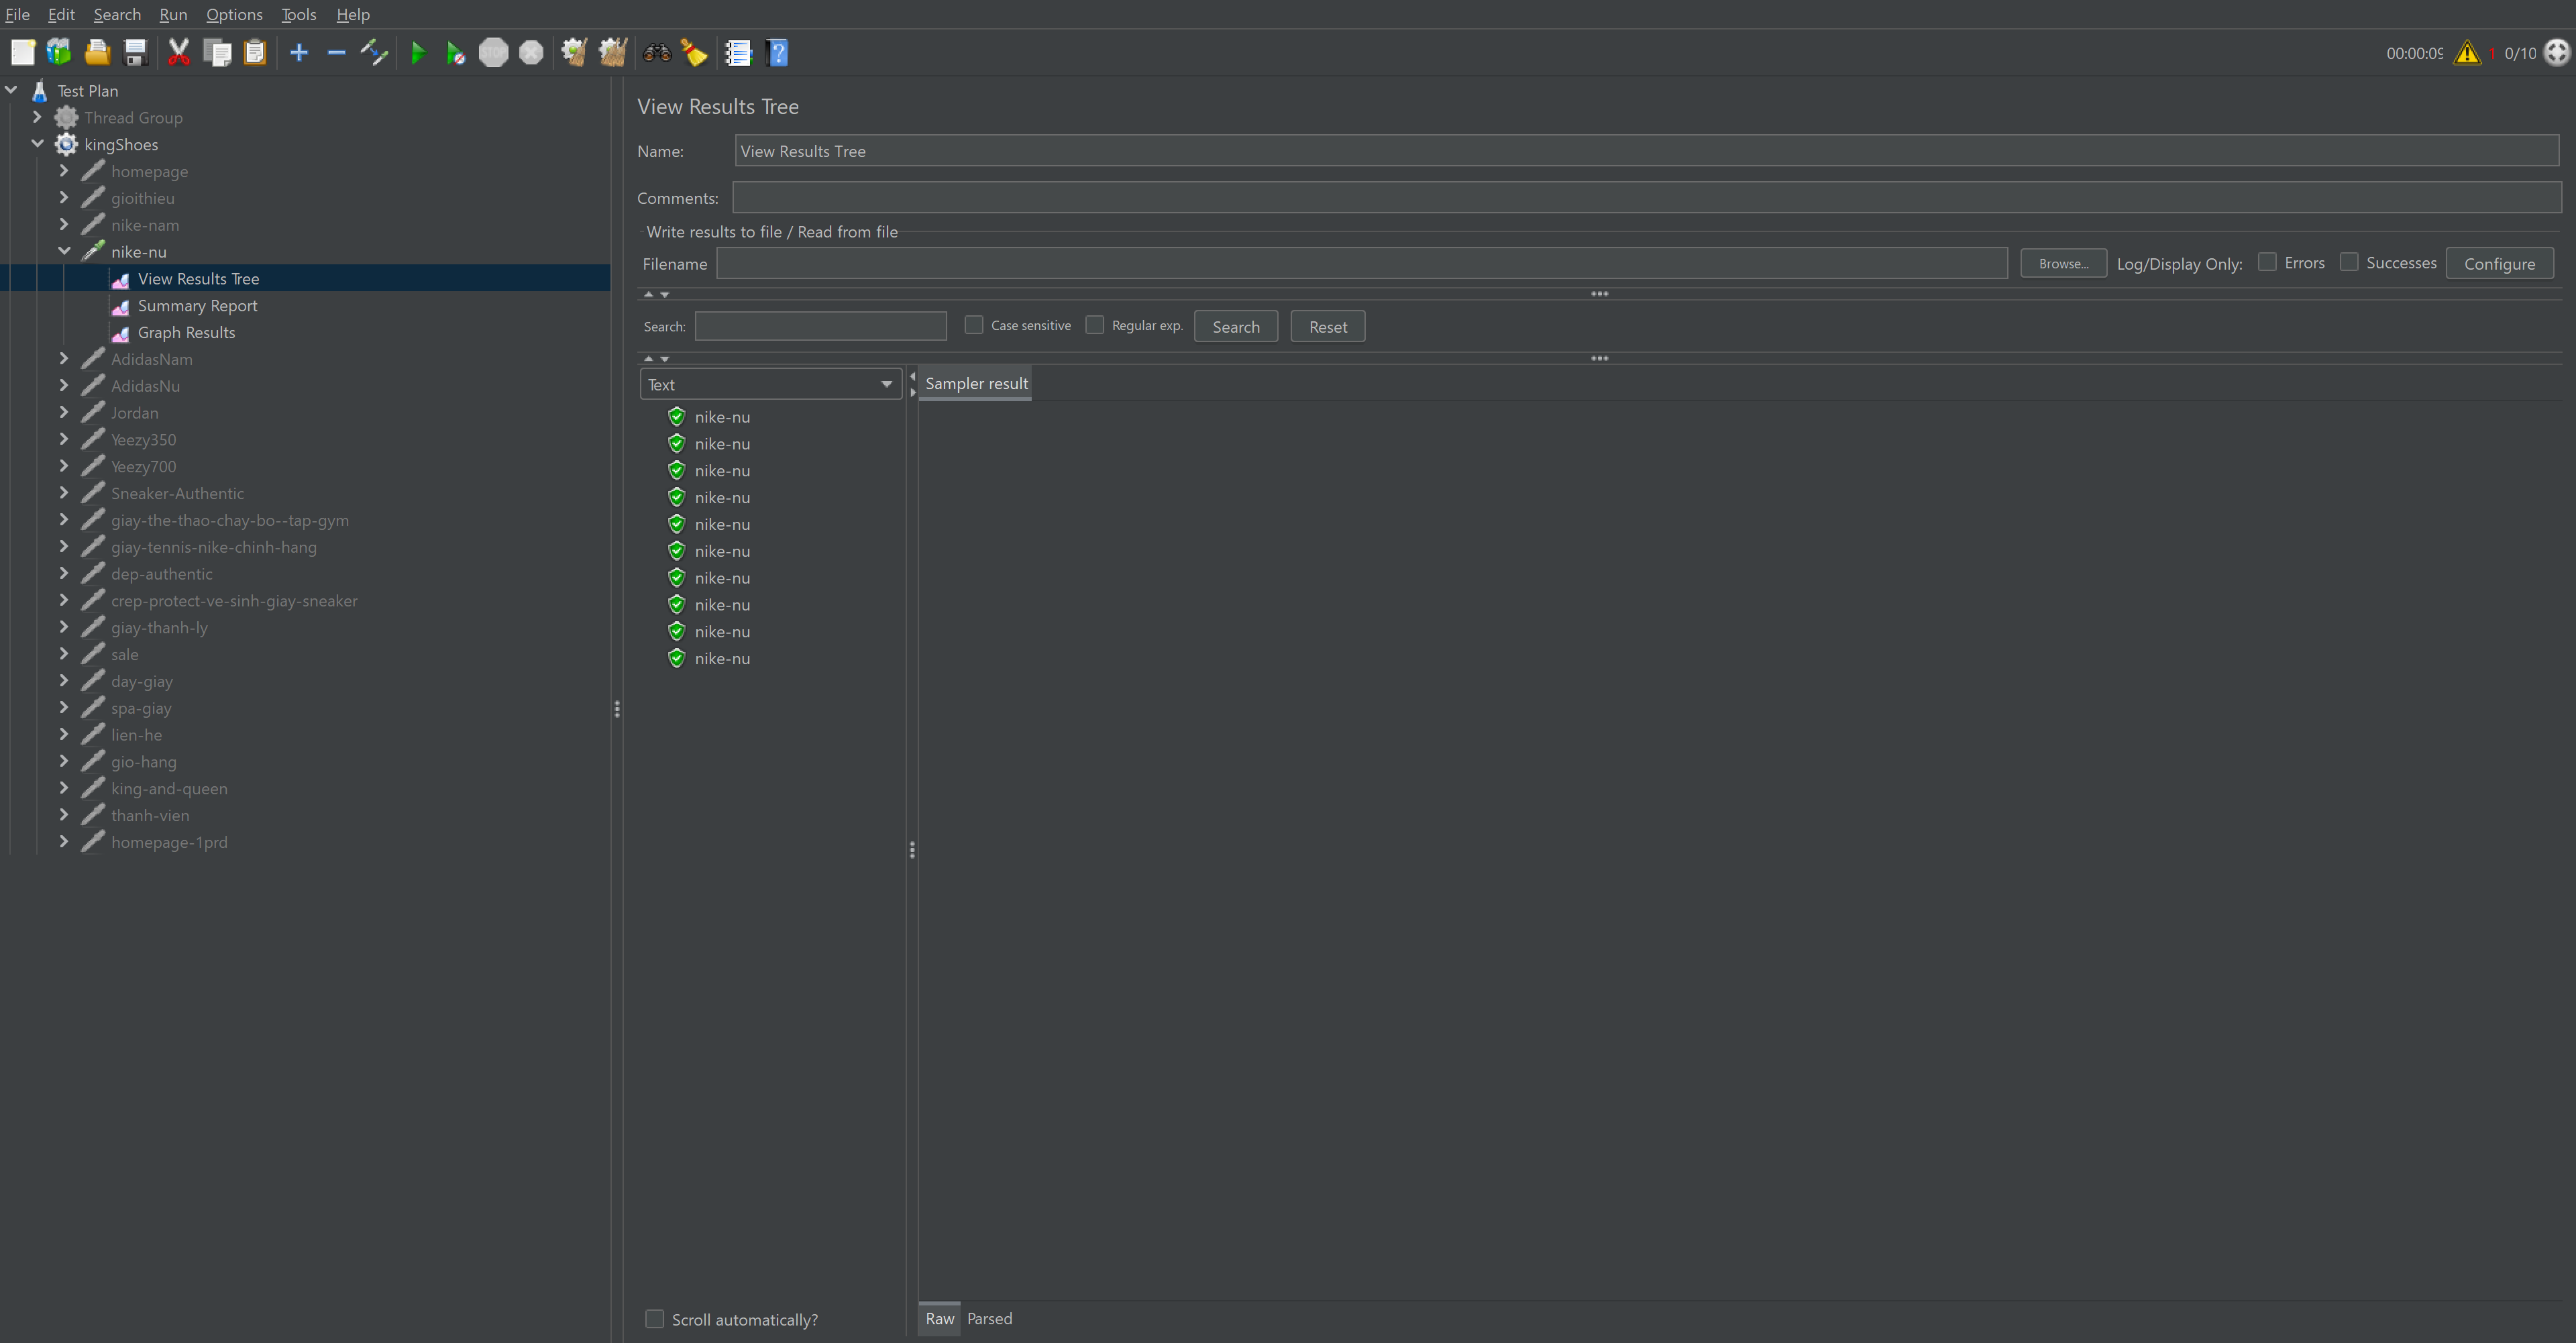 File Edit Search Run Options Tools Help
00:00:09 1 0/10
Test Plan
Thread Group
kingShoes
homepage
gioithieu
nike-nam
nike-nu
View Results Tree
Summary Report
Graph Results
AdidasNam
AdidasNu
Jordan
Yeezy350
Yeezy700
Sneaker-Authentic
giay-the-thao-chay-bo--tap-gym
giay-tennis-nike-chinh-hang
dep-authentic
crep-protect-ve-sinh-giay-sneaker
giay-thanh-ly
sale
day-giay
spa-giay
lien-he
gio-hang
king-and-queen
thanh-vien
homepage-1prd
View Results Tree
Name: View Results Tree
Comments:
Write results to file / Read from file
Filename Browse... Log/Display Only: Errors Successes Configure
Search: Case sensitive Regular exp. Search Reset
Text
Sampler result
nike-nu
nike-nu
nike-nu
nike-nu
nike-nu
nike-nu
nike-nu
nike-nu
nike-nu
nike-nu
Scroll automatically?
Raw Parsed